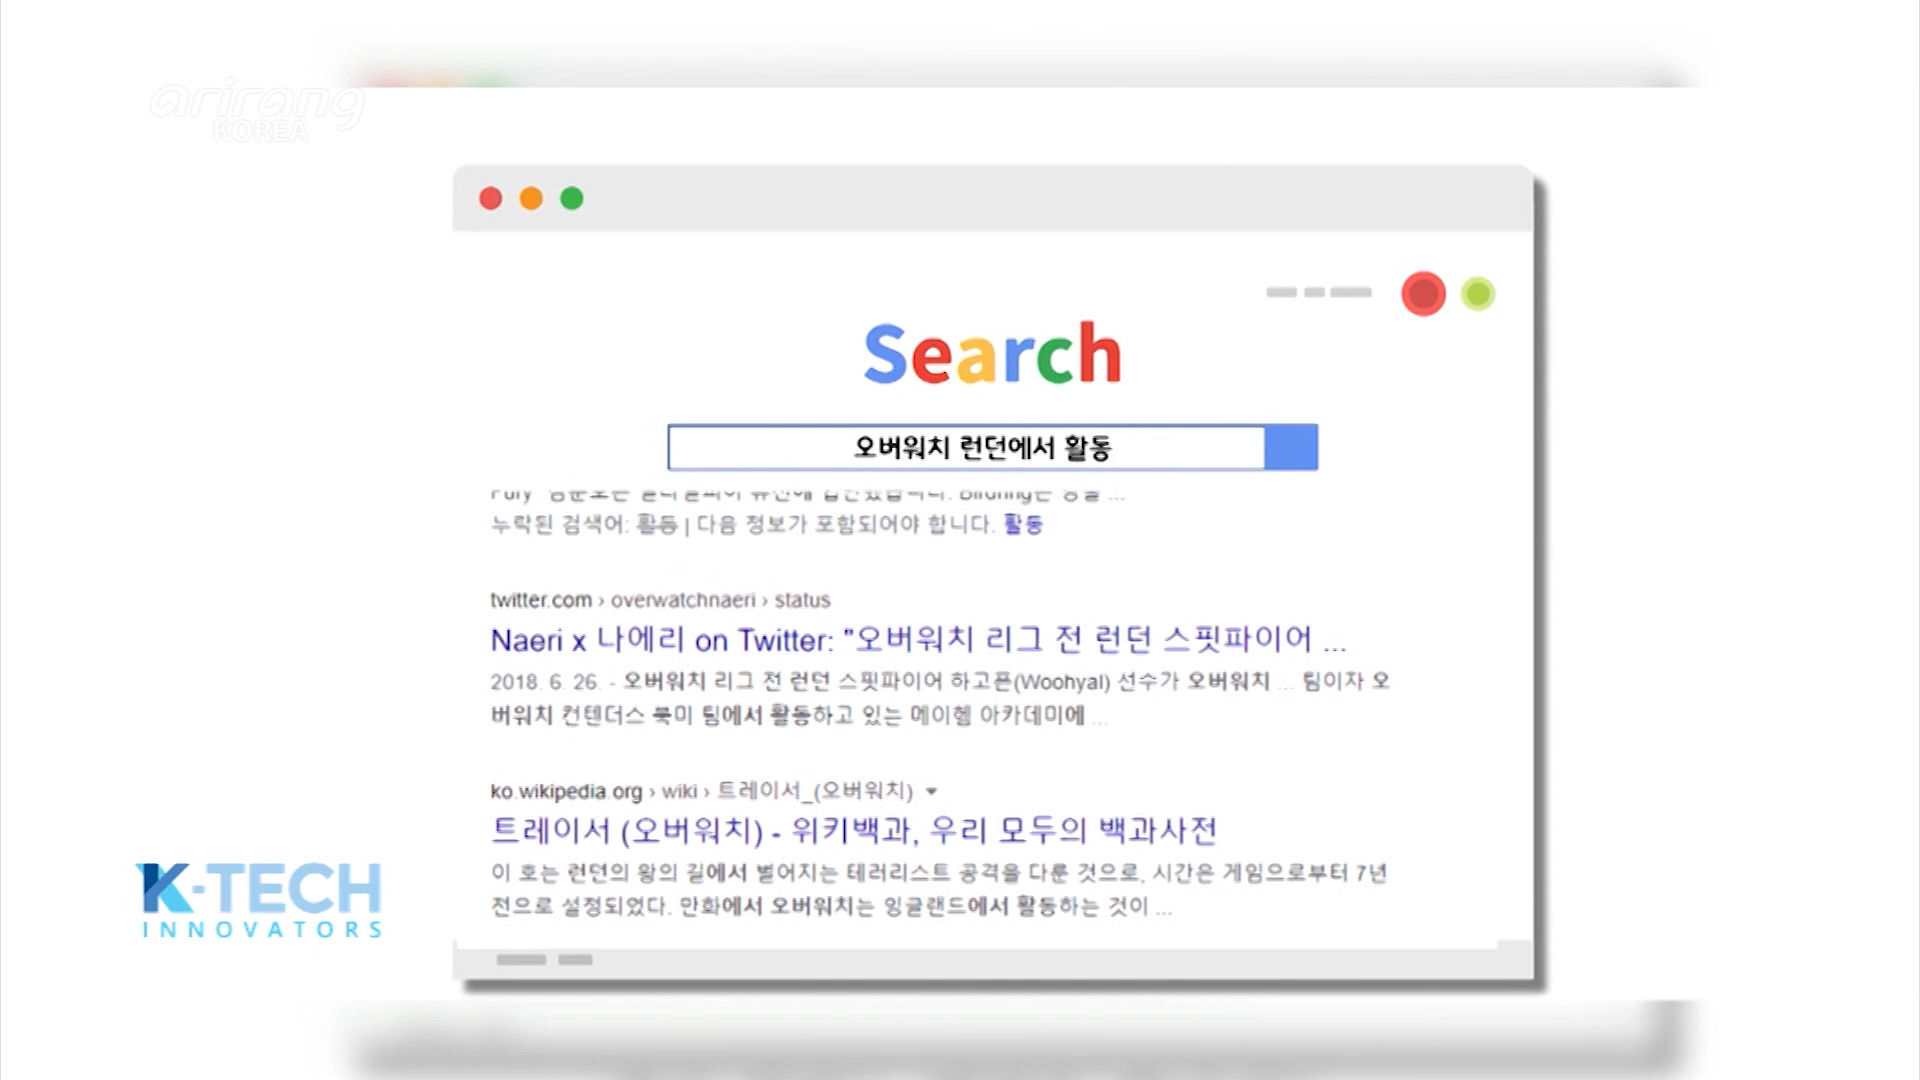 arirang
KOREA
Search
오버워치 런던에서 활동
누락된 검색어: 활동 | 다음 정보가 포함되어야 합니다. 활동
twitter.com › overwatchnaeri › status
Naeri x 나에리 on Twitter: "오버워치 리그 전 런던 스핏파이어 ...
2018. 6. 26. - 오버워치 리그 전 런던 스핏파이어 하고픈(Woohyal) 선수가 오버워치 ... 팀이자 오
버워치 컨텐더스 북미 팀에서 활동하고 있는 메이헴 아카데미에 ...
ko.wikipedia.org › wiki › 트레이서_(오버워치)
트레이서 (오버워치) - 위키백과, 우리 모두의 백과사전
이 호는 런던의 왕의 길에서 벌어지는 테러리스트 공격을 다룬 것으로, 시간은 게임으로부터 7년
전으로 설정되었다. 만화에서 오버워치는 잉글랜드에서 활동하는 것이 ...
K-TECH
INNOVATORS